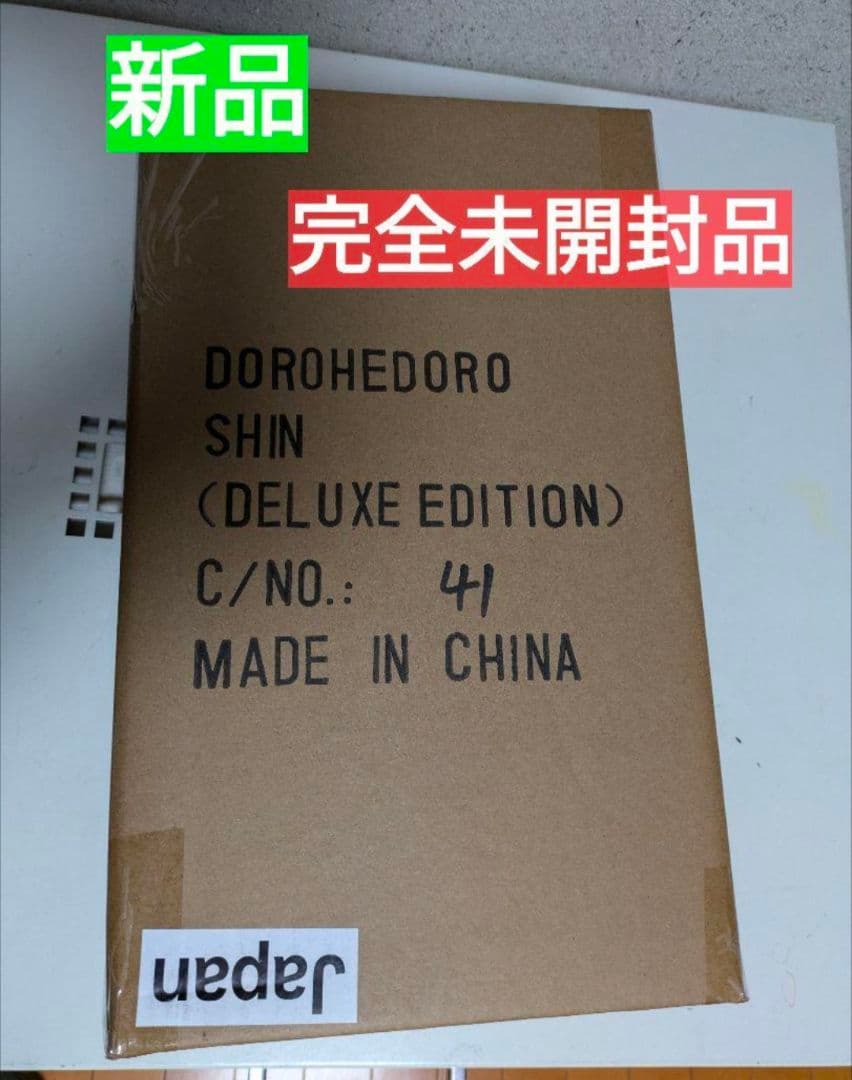 新品
完全未開封品
DOROHEDORO
SHIN
(DELUXE EDITION)
C/NO.: 41
MADE IN CHINA
Japan